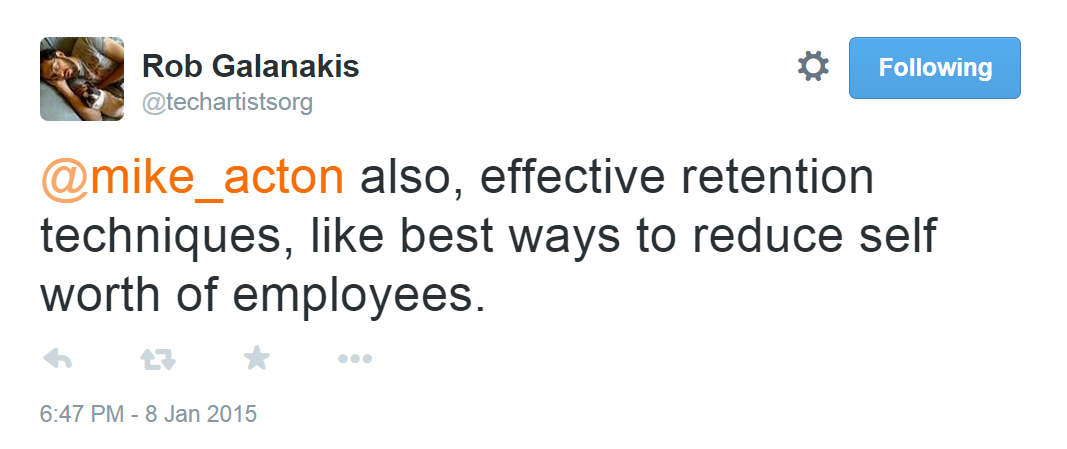 Rob Galanakis
Following
@techartistsorg
@mike_acton also, effective retention
techniques, like best ways to reduce self
worth of employees.
6:47 PM - 8 Jan 2015